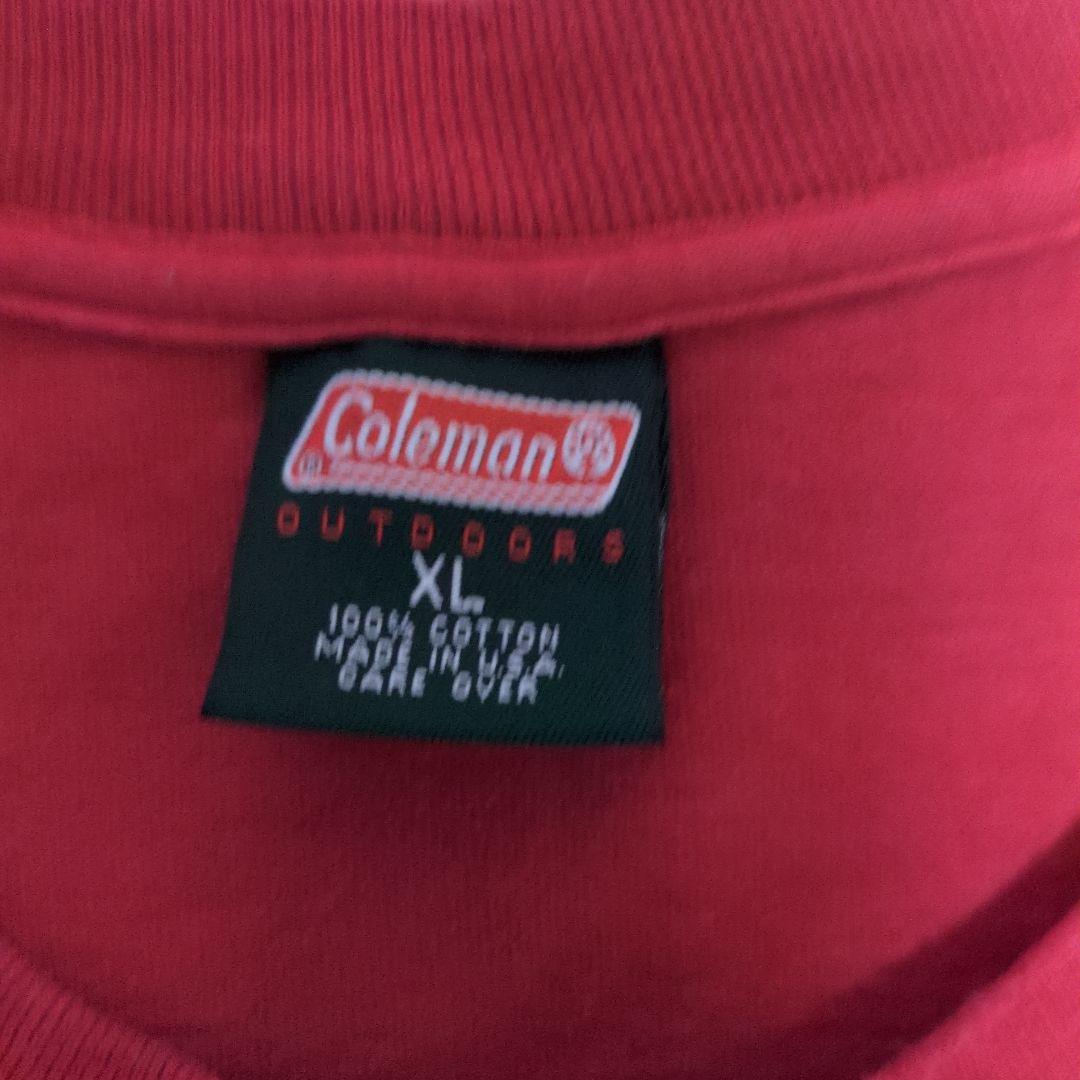 Coleman
®
OUTDOORS
XL
100% COTTON
MADE IN U.S.A.
CARE OVER